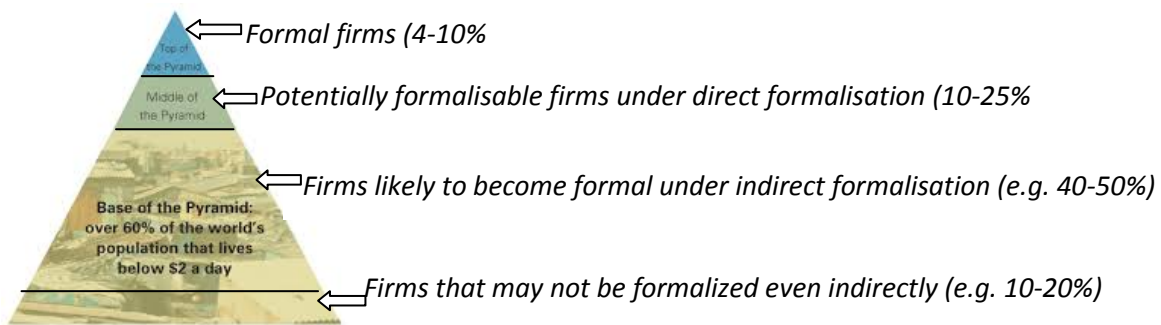 Formal firms (4-10%
Top of
the Pyramid
Potentially formalisable firms under direct formalisation (10-25%
Middle of
the Pyramid
Firms likely to become formal under indirect formalisation (e.g. 40-50%)
Base of the Pyramid:
over 60% of the world's
population that lives
below $2 a day
Firms that may not be formalized even indirectly (e.g. 10-20%)